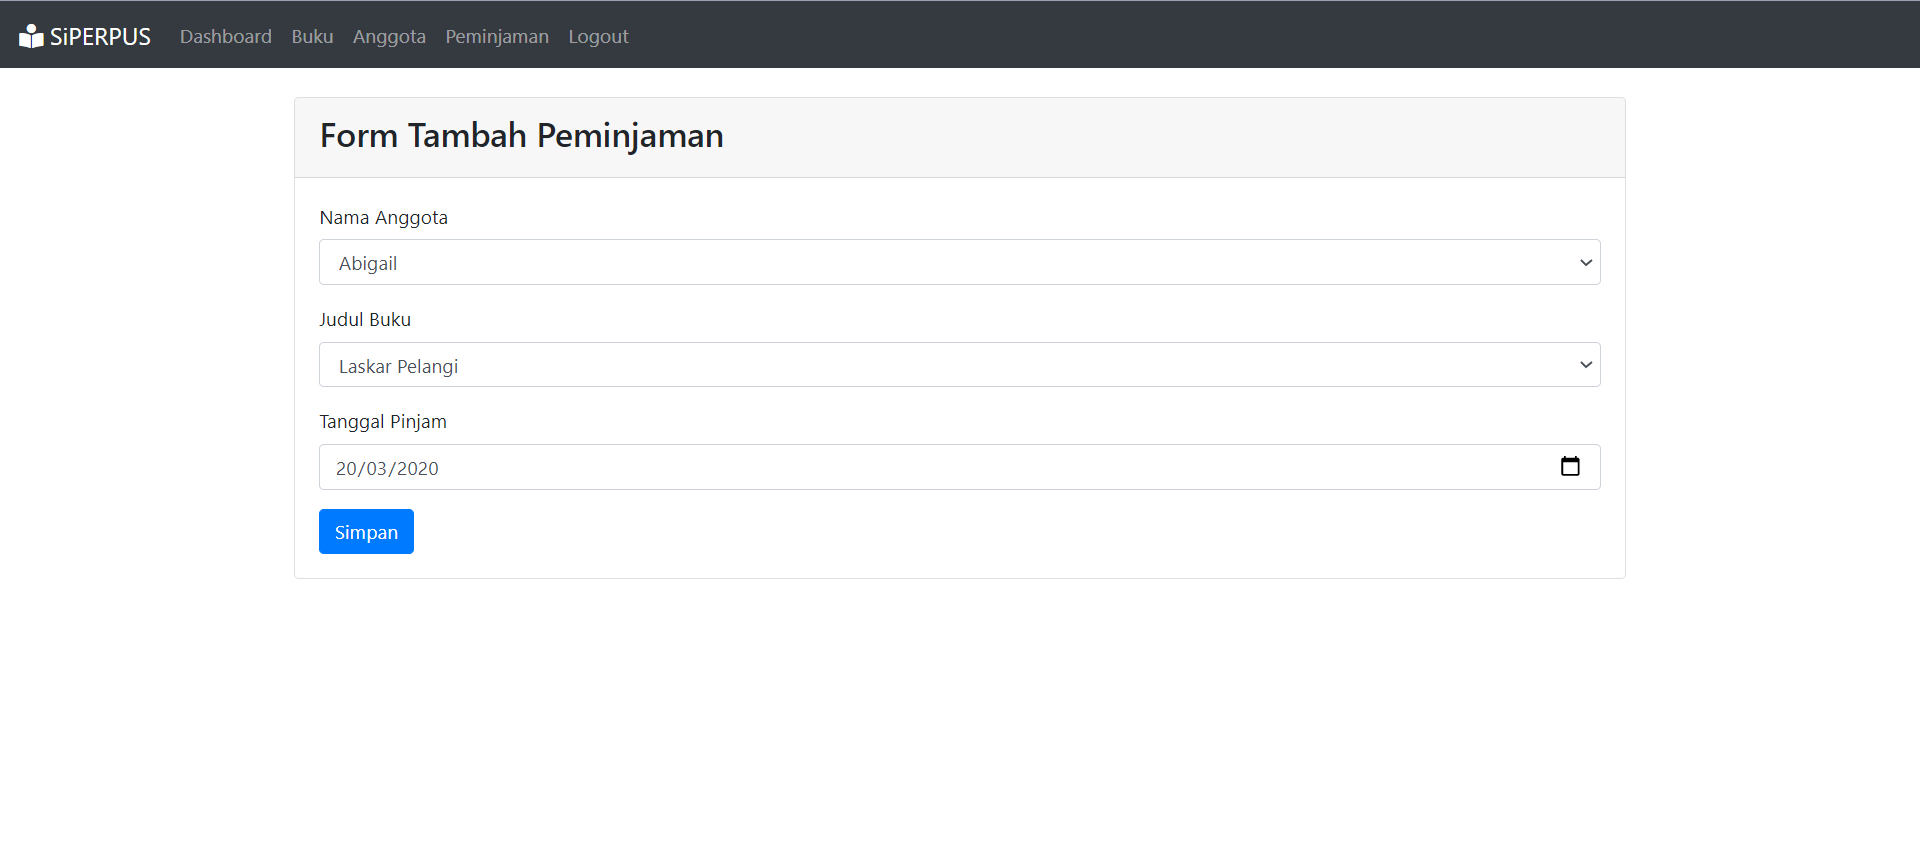 SiPERPUS Dashboard Buku Anggota Peminjaman Logout
Form Tambah Peminjaman
Nama Anggota
Abigail
Judul Buku
Laskar Pelangi
Tanggal Pinjam
20/03/2020
Simpan